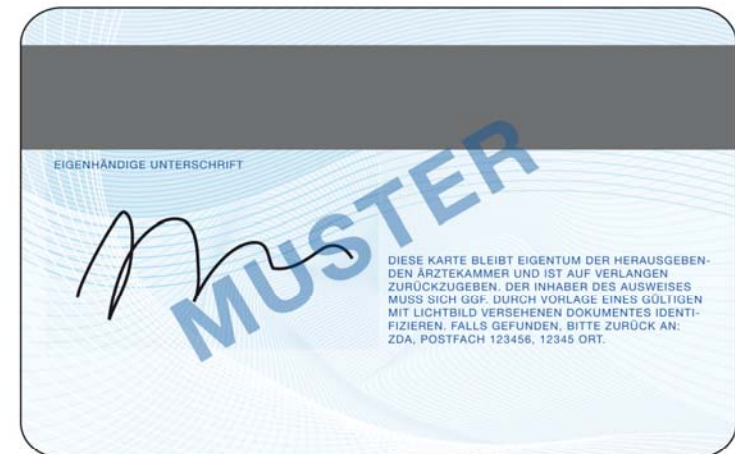 EIGENHÄNDIGE UNTERSCHRIFT
MUSTER
DIESE KARTE BLEIBT EIGENTUM DER HERAUSGEBEN-
DEN ÄRZTEKAMMER UND IST AUF VERLANGEN
ZURÜCKZUGEBEN. DER INHABER DES AUSWEISES
MUSS SICH GGF. DURCH VORLAGE EINES GÜLTIGEN
MIT LICHTBILD VERSEHENEN DOKUMENTES IDENTI-
FIZIEREN. FALLS GEFUNDEN, BITTE ZURÜCK AN:
ZDA, POSTFACH 123456, 12345 ORT.